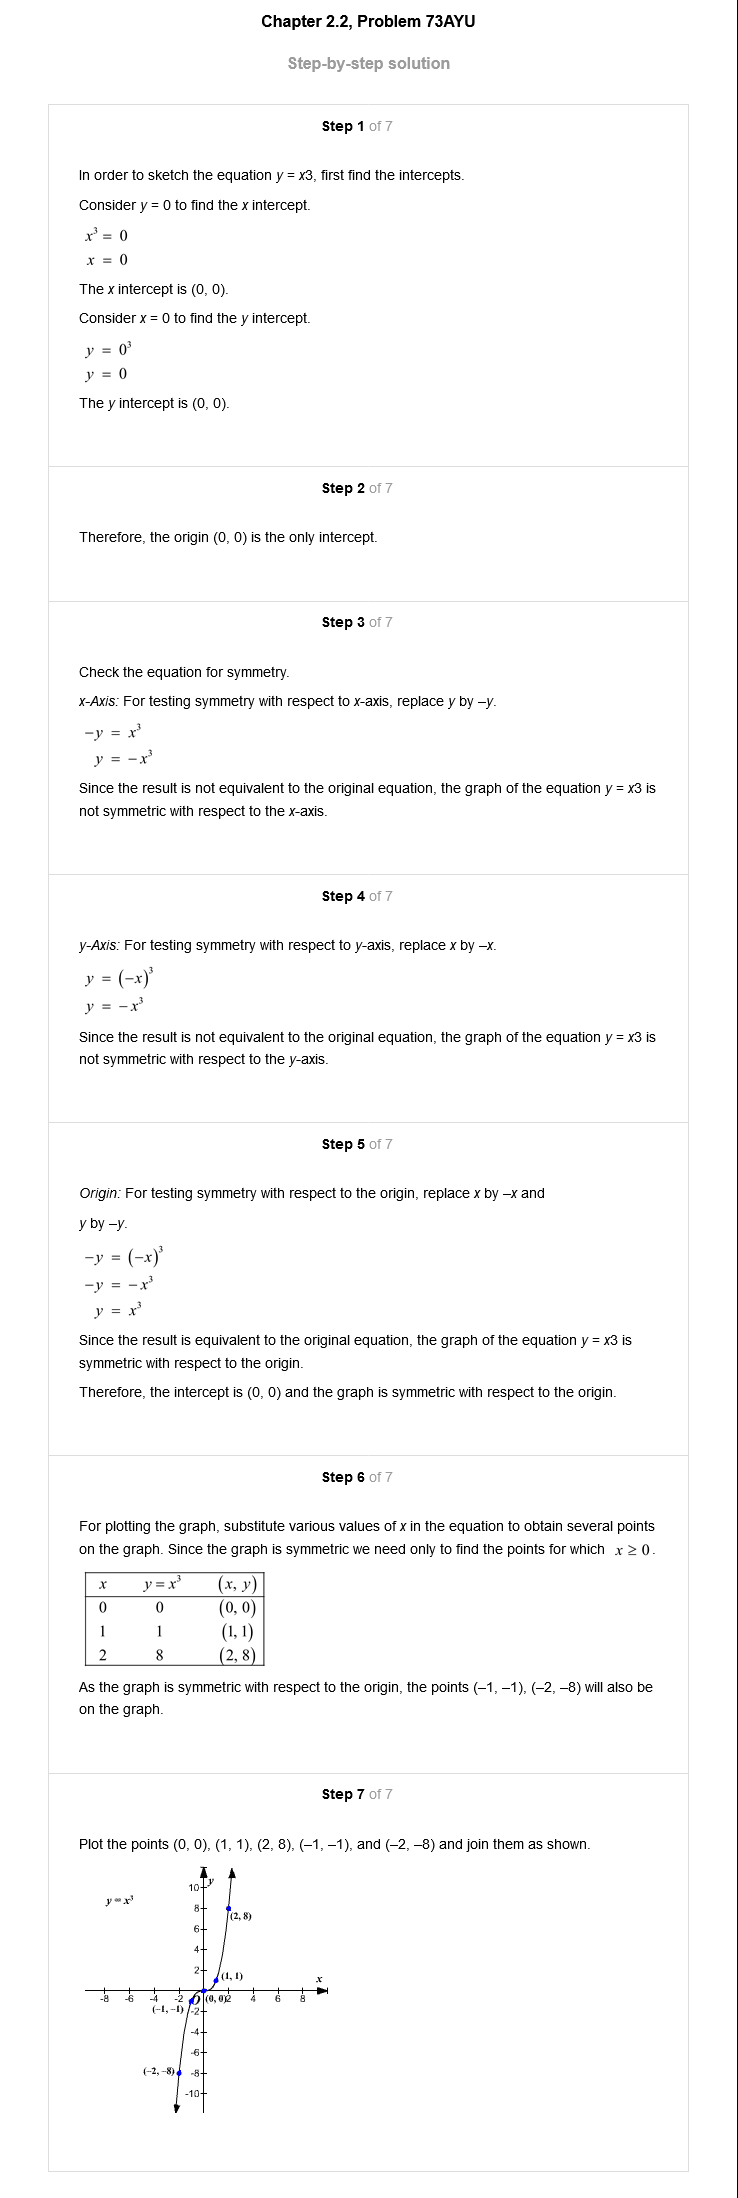 Chapter 2.2, Problem 73AYU
Step-by-step solution
Step 1 of 7
In order to sketch the equation y = x3, first find the intercepts.
Consider y = 0 to find the x intercept.
x³ = 0
x = 0
The x intercept is (0, 0).
Consider x = 0 to find the y intercept.
y = 0³
y = 0
The y intercept is (0, 0).
Step 2 of 7
Therefore, the origin (0, 0) is the only intercept.
Step 3 of 7
Check the equation for symmetry.
x-Axis: For testing symmetry with respect to x-axis, replace y by –y.
−y = x³
y = −x³
Since the result is not equivalent to the original equation, the graph of the equation y = x3 is
not symmetric with respect to the x-axis.
Step 4 of 7
y-Axis: For testing symmetry with respect to y-axis, replace x by –x.
y = (−x)³
y = −x³
Since the result is not equivalent to the original equation, the graph of the equation y = x3 is
not symmetric with respect to the y-axis.
Step 5 of 7
Origin: For testing symmetry with respect to the origin, replace x by –x and
y by –y.
−y = (−x)³
−y = −x³
y = x³
Since the result is equivalent to the original equation, the graph of the equation y = x3 is
symmetric with respect to the origin.
Therefore, the intercept is (0, 0) and the graph is symmetric with respect to the origin.
Step 6 of 7
For plotting the graph, substitute various values of x in the equation to obtain several points
on the graph. Since the graph is symmetric we need only to find the points for which x ≥ 0.
x y = x³ (x, y)
0 0 (0, 0)
1 1 (1, 1)
2 8 (2, 8)
As the graph is symmetric with respect to the origin, the points (–1, –1), (–2, –8) will also be
on the graph.
Step 7 of 7
Plot the points (0, 0), (1, 1), (2, 8), (–1, –1), and (–2, –8) and join them as shown.
y
10
y = x³
8
(2, 8)
6
4
2
(1, 1)
x
-8 -6 -4 -2 O (0, 0) 2 4 6 8
(−1, −1) -2
-4
-6
(−2, −8) -8
-10